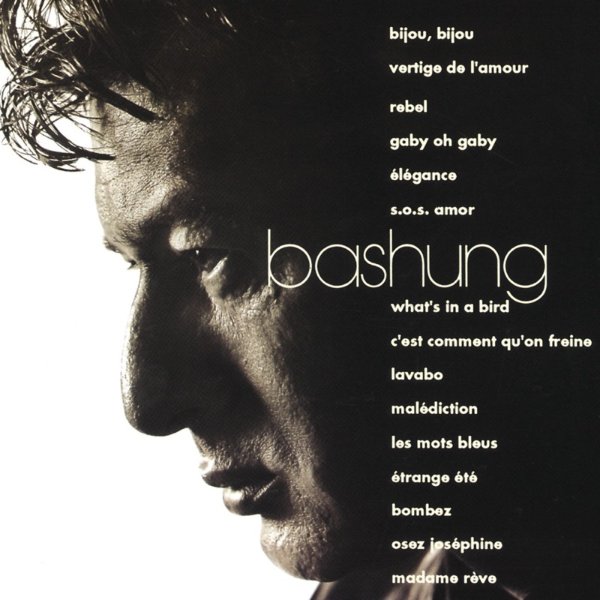 bijou, bijou
vertige de l'amour
rebel
gaby oh gaby
élégance
s.o.s. amor
bashung
what's in a bird
c'est comment qu'on freine
lavabo
malédiction
les mots bleus
étrange été
bombez
osez joséphine
madame rêve